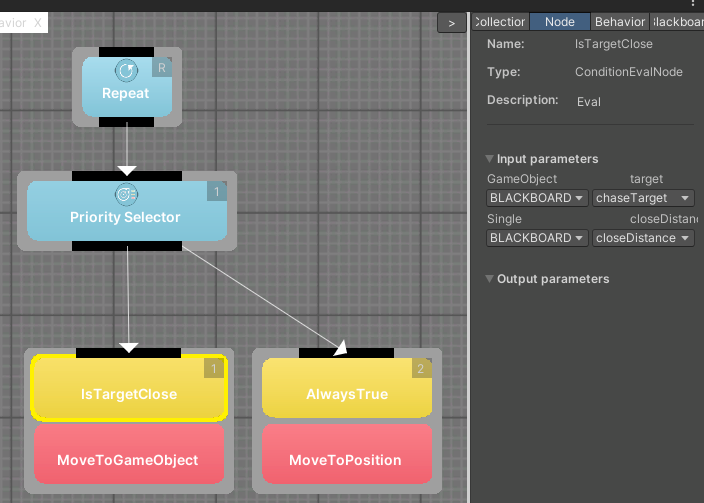 avior X
>
Collection Node Behavior Blackboard
R
Repeat
1
Priority Selector
1
IsTargetClose
MoveToGameObject
2
AlwaysTrue
MoveToPosition
Name: IsTargetClose
Type: ConditionEvalNode
Description: Eval
Input parameters
GameObject target
BLACKBOARD chaseTarget
Single closeDistanc
BLACKBOARD closeDistance
Output parameters